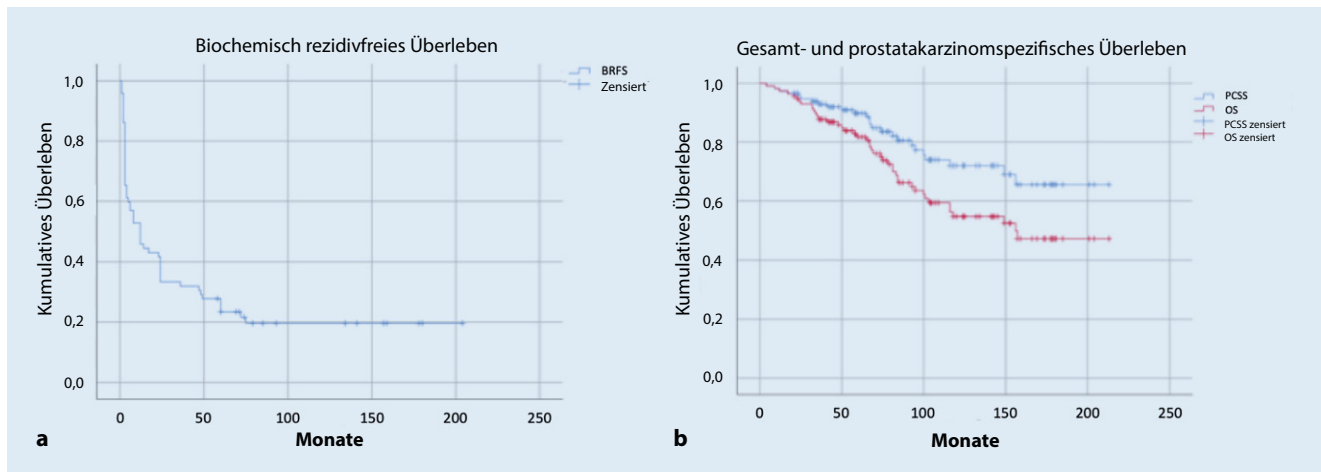 Biochemisch rezidivfreies Überleben
BRFS
Zensiert
Kumulatives Überleben
1,0
0,8
0,6
0,4
0,2
0,0
0 50 100 150 200 250
Monate
a
Gesamt- und prostatakarzinomspezifisches Überleben
PCSS
OS
PCSS zensiert
OS zensiert
Kumulatives Überleben
1,0
0,8
0,6
0,4
0,2
0,0
0 50 100 150 200 250
Monate
b